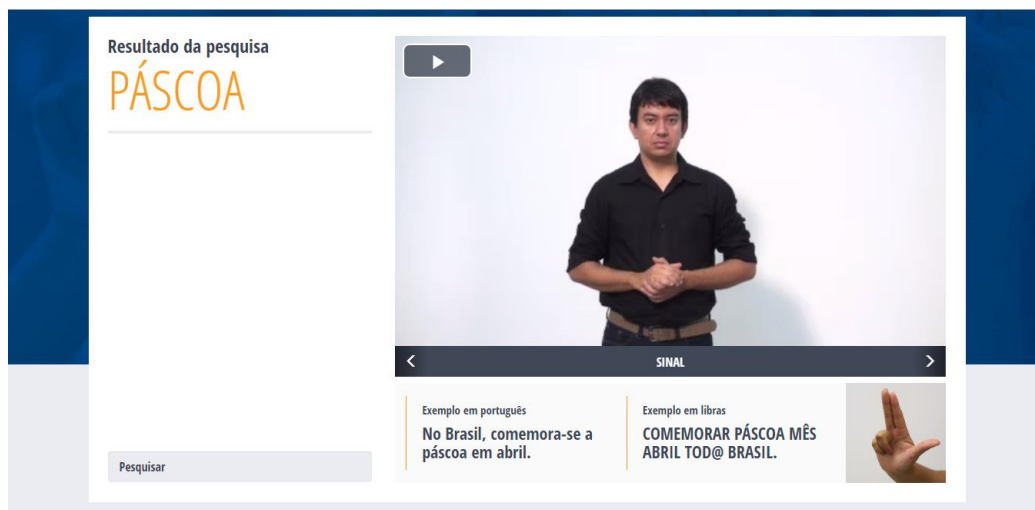 Resultado da pesquisa
PÁSCOA
SINAL
Exemplo em português
No Brasil, comemora-se a
páscoa em abril.
Exemplo em libras
COMEMORAR PÁSCOA MÊS
ABRIL TOD@ BRASIL.
Pesquisar